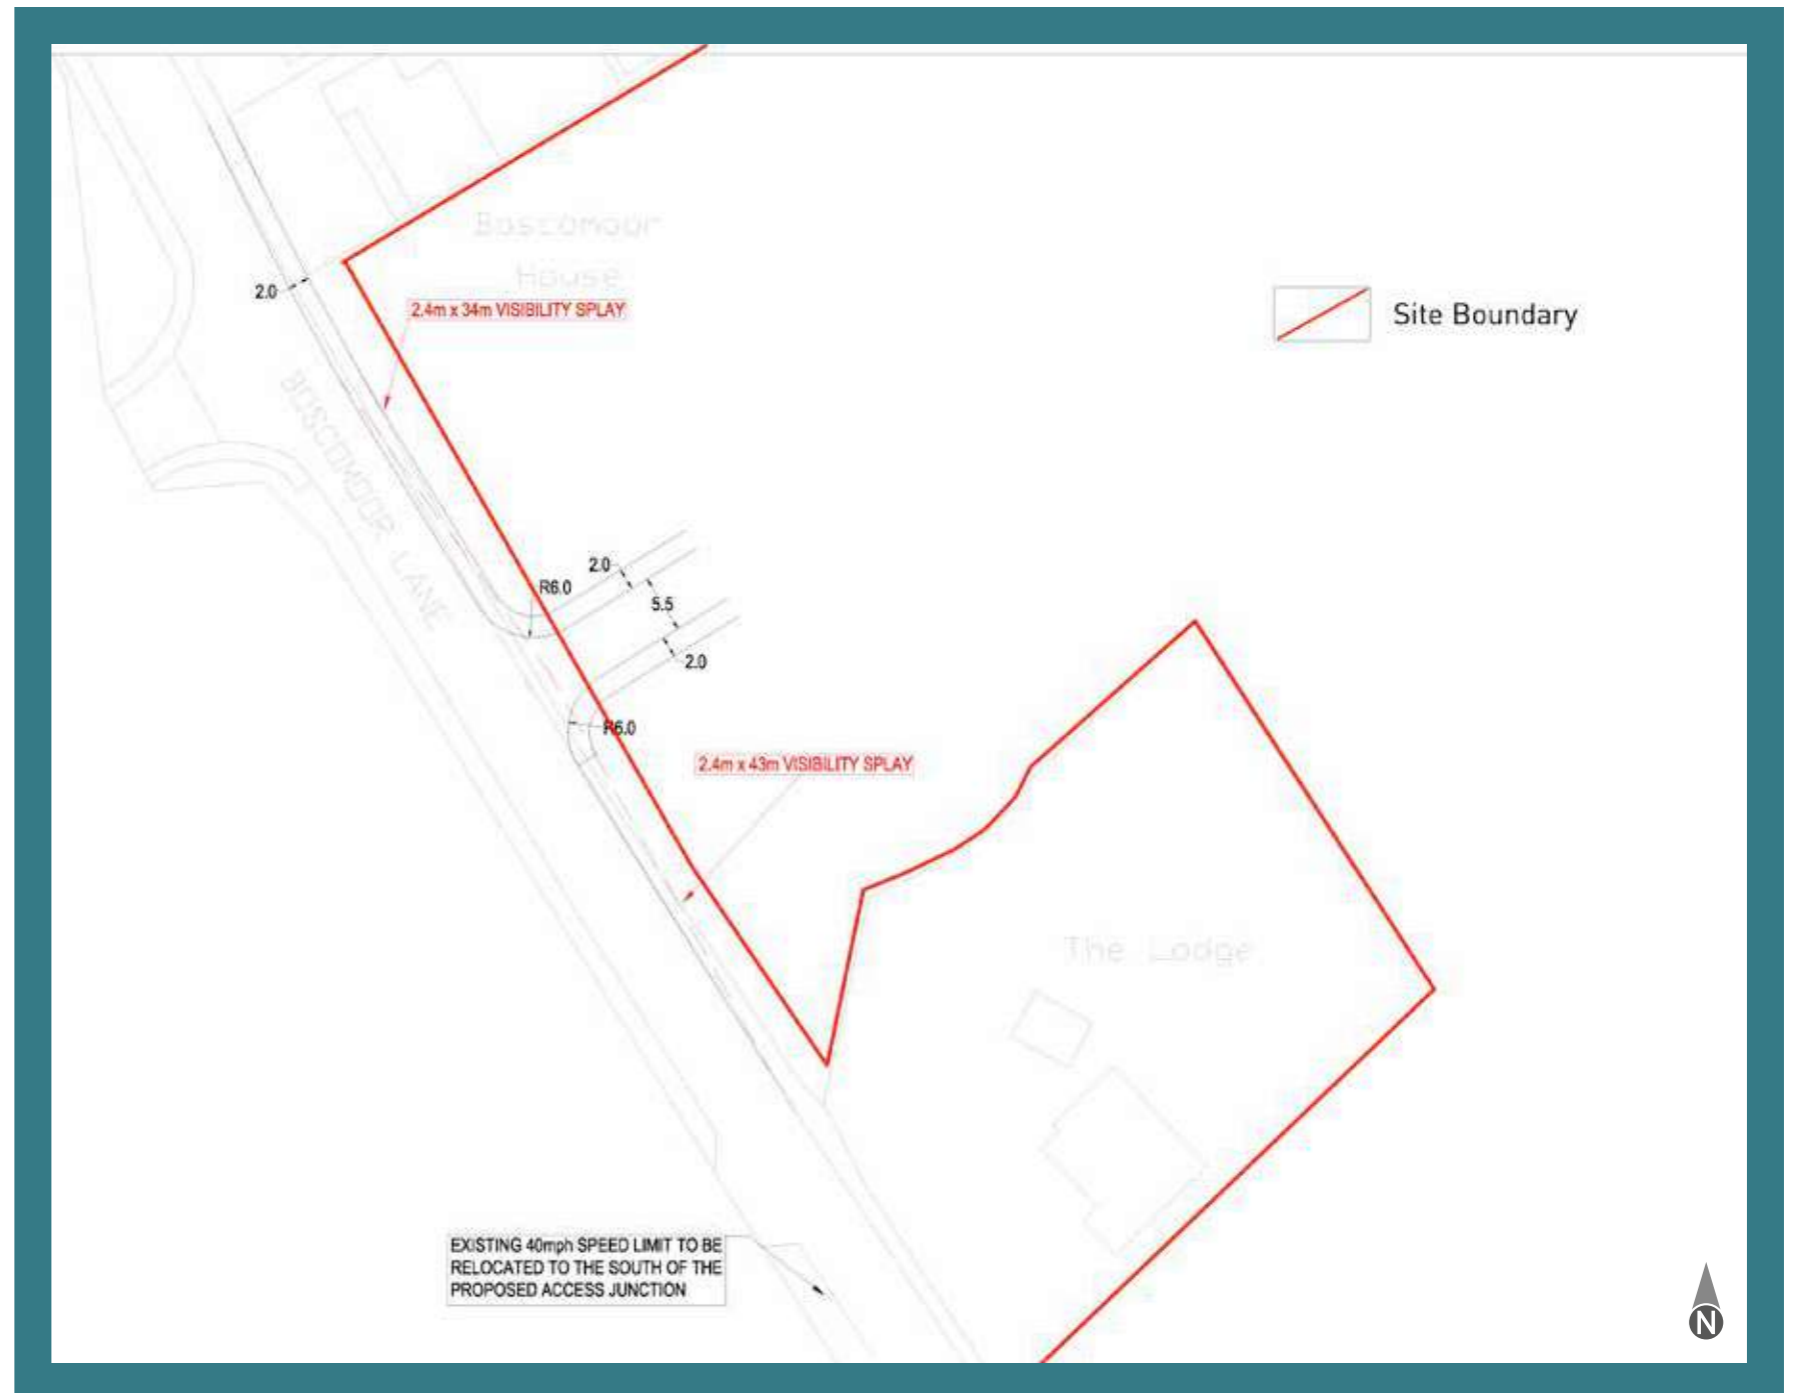 Boscomoor
House
2.0
2.4m x 34m VISIBILITY SPLAY
Site Boundary
BOSCOMOOR LANE
2.0
R6.0
5.5
2.0
R6.0
2.4m x 43m VISIBILITY SPLAY
The Lodge
EXISTING 40mph SPEED LIMIT TO BE
RELOCATED TO THE SOUTH OF THE
PROPOSED ACCESS JUNCTION
N